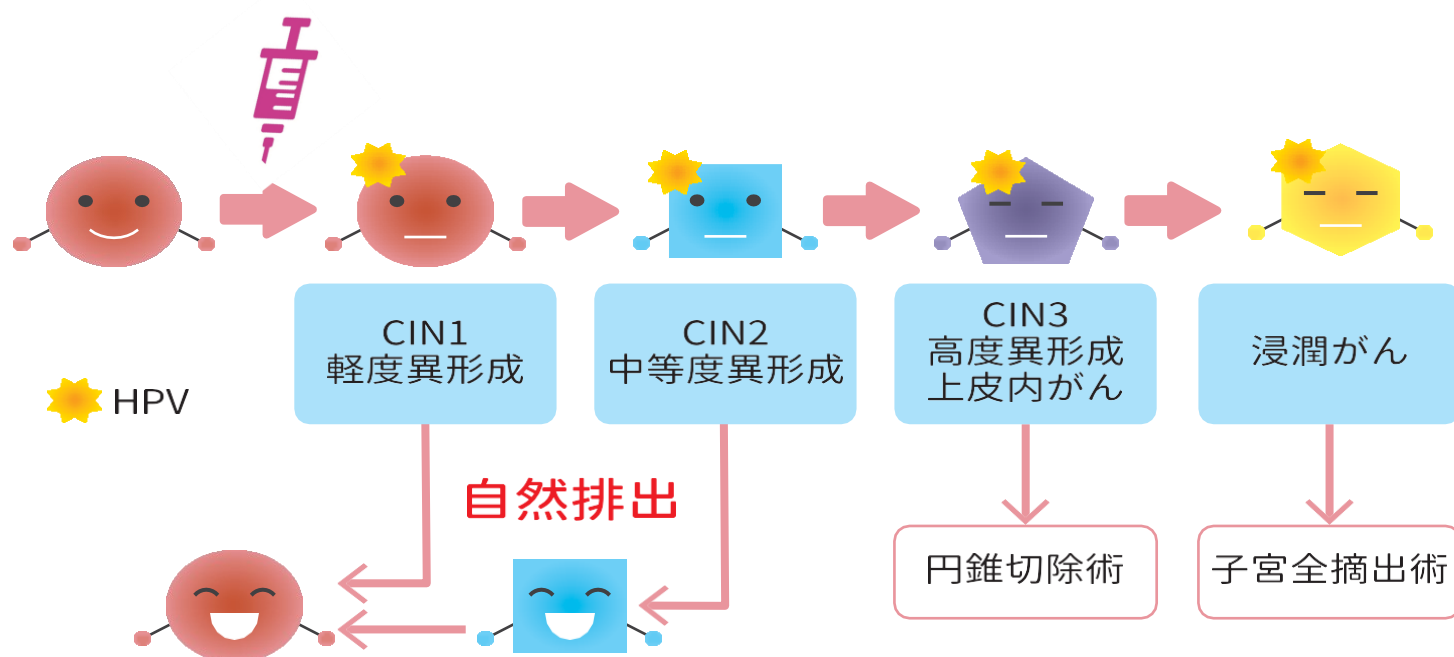 CIN1
軽度異形成
CIN2
中等度異形成
CIN3
高度異形成
上皮内がん
浸潤がん
HPV
自然排出
円錐切除術
子宮全摘出術